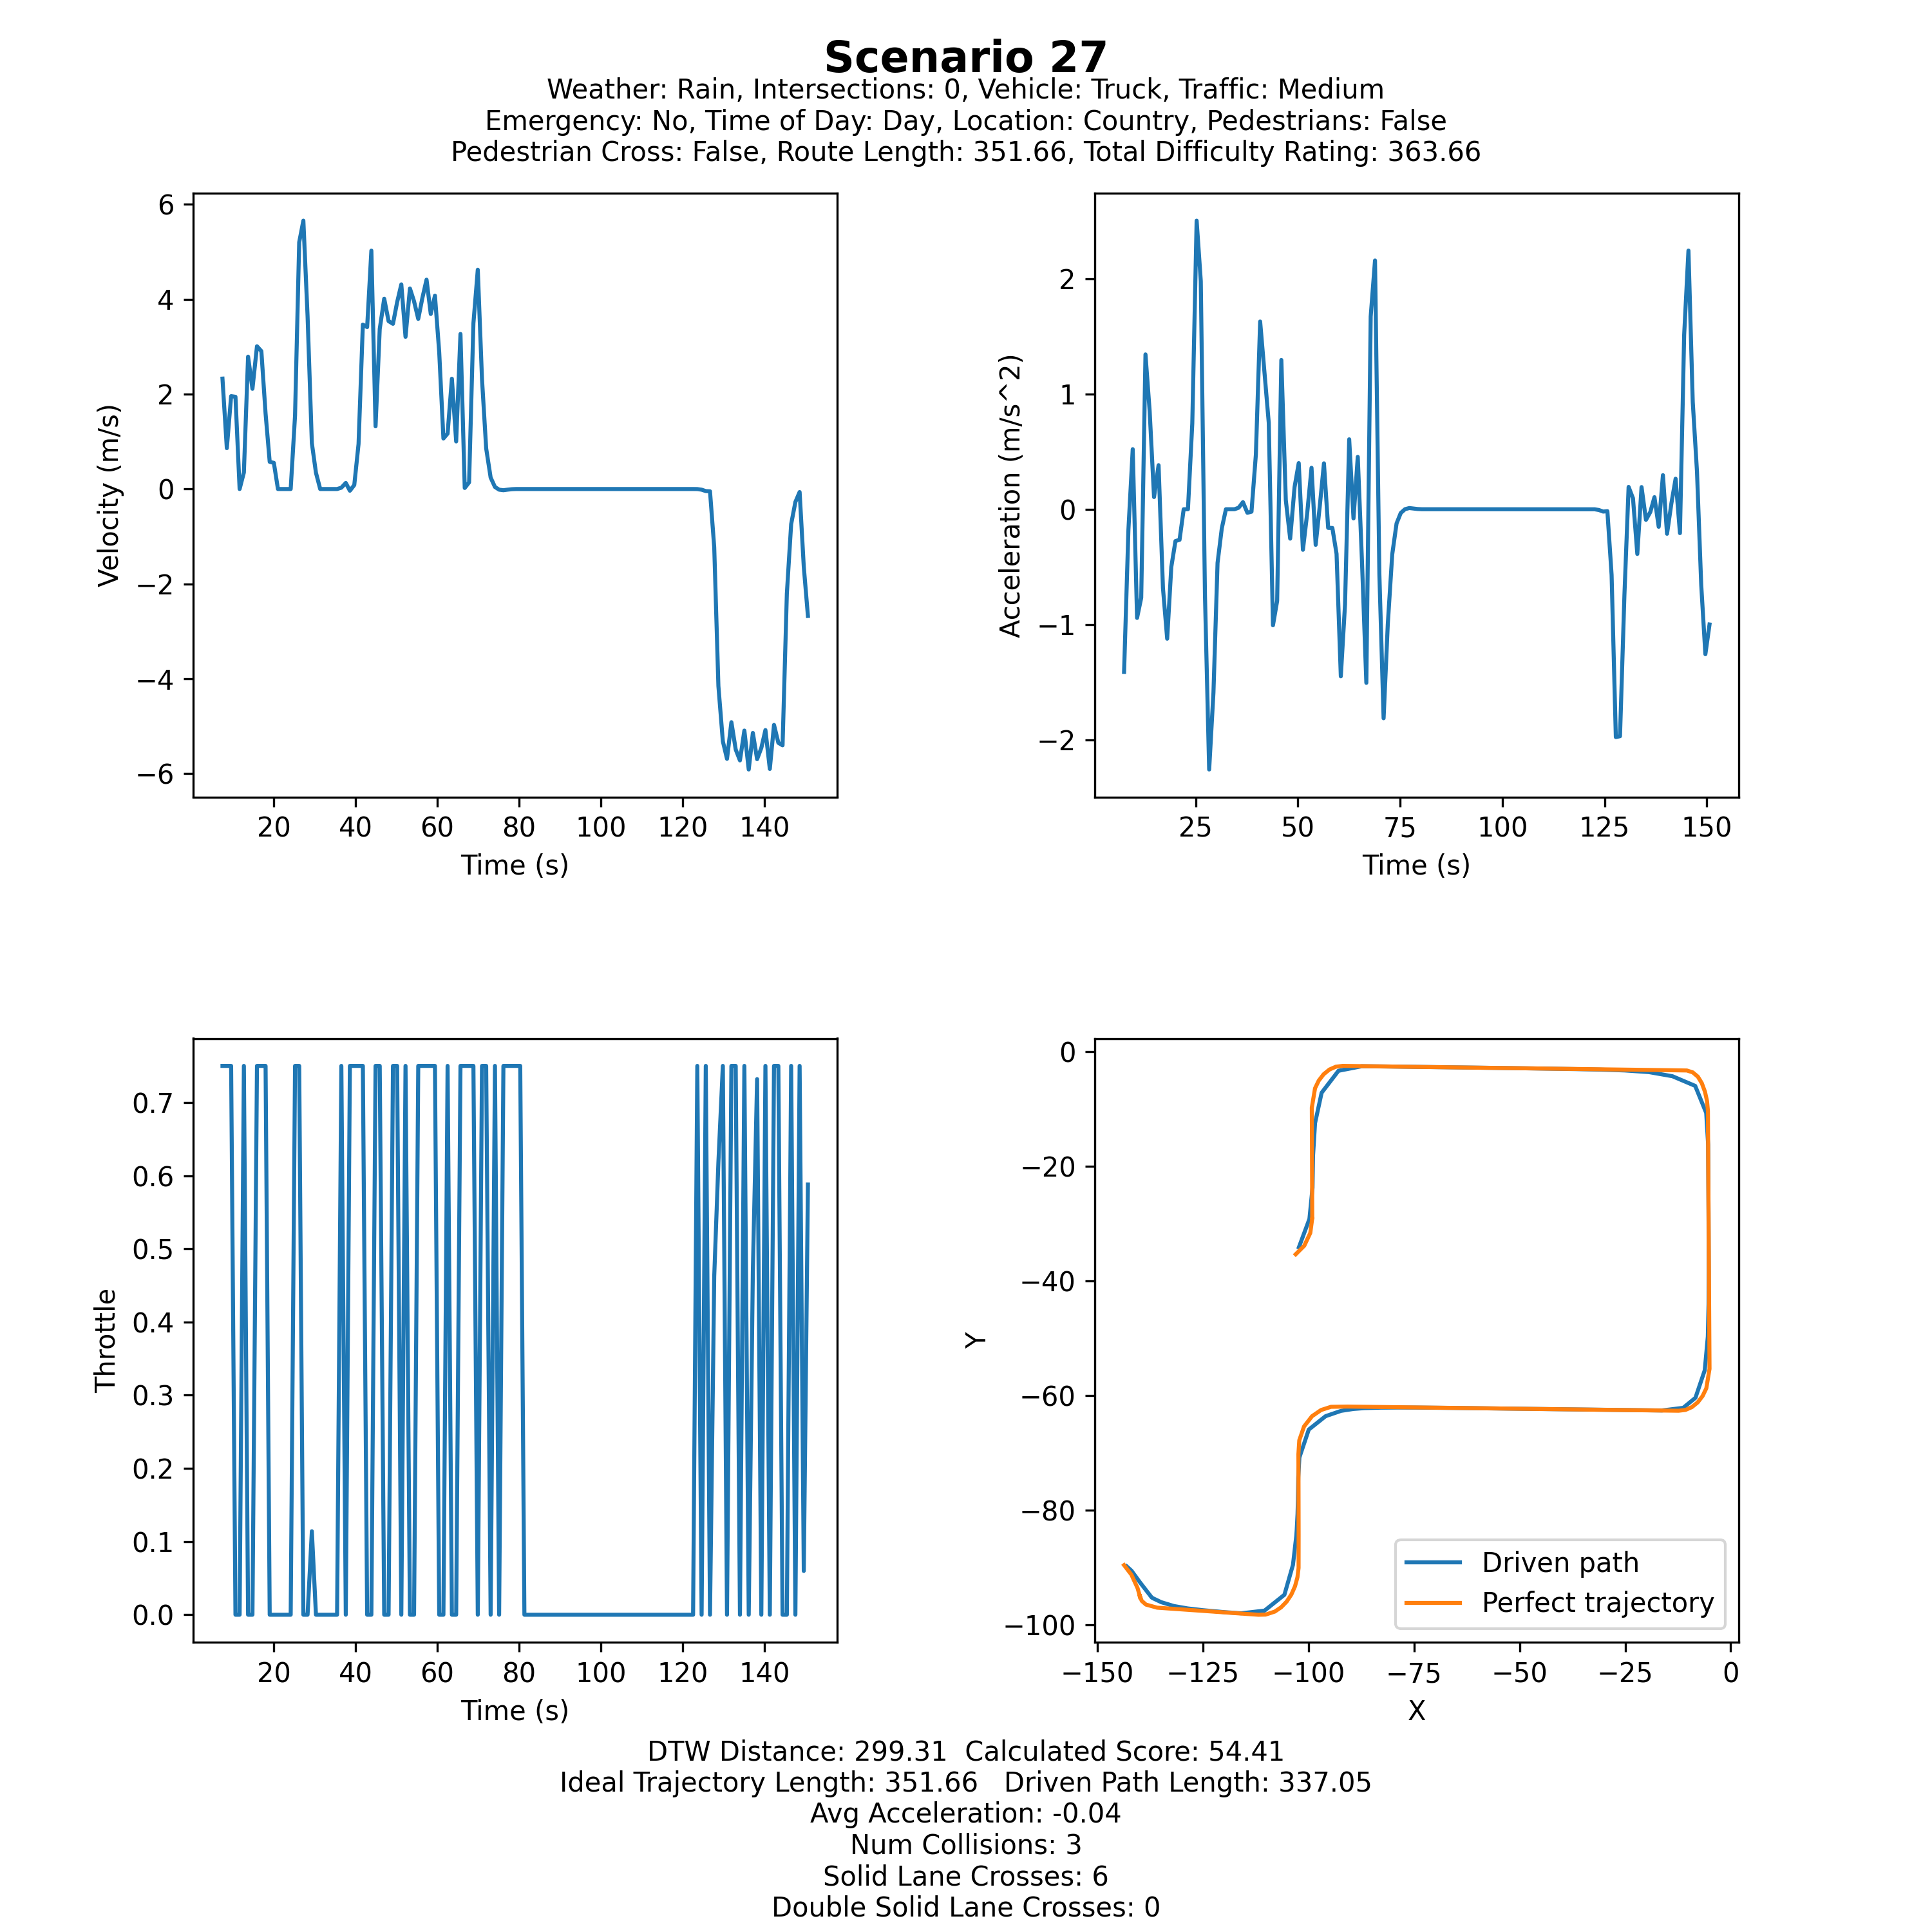 Scenario 27
Weather: Rain, Intersections: 0, Vehicle: Truck, Traffic: Medium
Emergency: No, Time of Day: Day, Location: Country, Pedestrians: False
Pedestrian Cross: False, Route Length: 351.66, Total Difficulty Rating: 363.66
6
4
2
0
−2
−4
−6
Velocity (m/s)
20 40 60 80 100 120 140
Time (s)
2
1
0
−1
−2
Acceleration (m/s^2)
25 50 75 100 125 150
Time (s)
0.7
0.6
0.5
0.4
0.3
0.2
0.1
0.0
Throttle
20 40 60 80 100 120 140
Time (s)
0
−20
−40
−60
−80
−100
Y
Driven path
Perfect trajectory
−150 −125 −100 −75 −50 −25 0
X
DTW Distance: 299.31 Calculated Score: 54.41
Ideal Trajectory Length: 351.66 Driven Path Length: 337.05
Avg Acceleration: -0.04
Num Collisions: 3
Solid Lane Crosses: 6
Double Solid Lane Crosses: 0